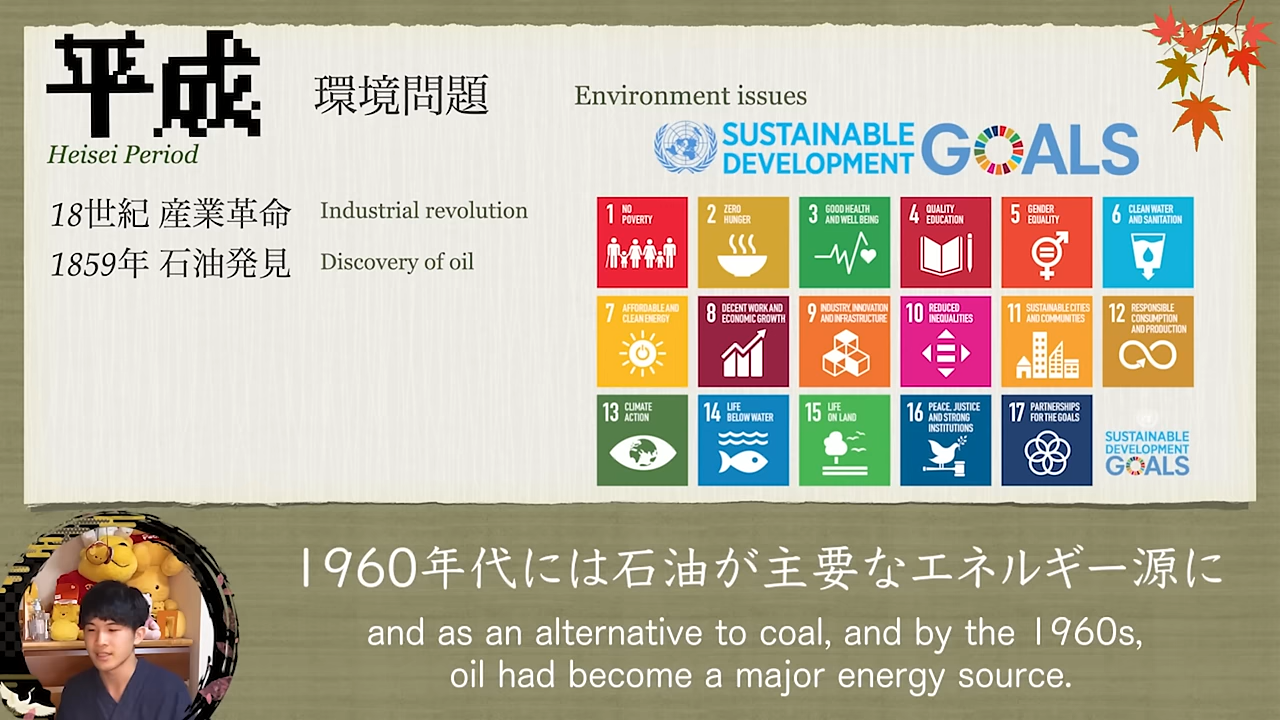 平成
Heisei Period
環境問題
Environment issues
18世紀 産業革命
Industrial revolution
1859年 石油発見
Discovery of oil
SUSTAINABLE
DEVELOPMENT
GOALS
1 NO
POVERTY
2 ZERO
HUNGER
3 GOOD HEALTH
AND WELL BEING
4 QUALITY
EDUCATION
5 GENDER
EQUALITY
6 CLEAN WATER
AND SANITATION
7 AFFORDABLE AND
CLEAN ENERGY
8 DECENT WORK AND
ECONOMIC GROWTH
9 INDUSTRY, INNOVATION
AND INFRASTRUCTURE
10 REDUCED
INEQUALITIES
11 SUSTAINABLE CITIES
AND COMMUNITIES
12 RESPONSIBLE
CONSUMPTION
AND PRODUCTION
13 CLIMATE
ACTION
14 LIFE
BELOW WATER
15 LIFE
ON LAND
16 PEACE, JUSTICE
AND STRONG
INSTITUTIONS
17 PARTNERSHIPS
FOR THE GOALS
SUSTAINABLE
DEVELOPMENT
GOALS
1960年代には石油が主要なエネルギー源に
and as an alternative to coal, and by the 1960s,
oil had become a major energy source.